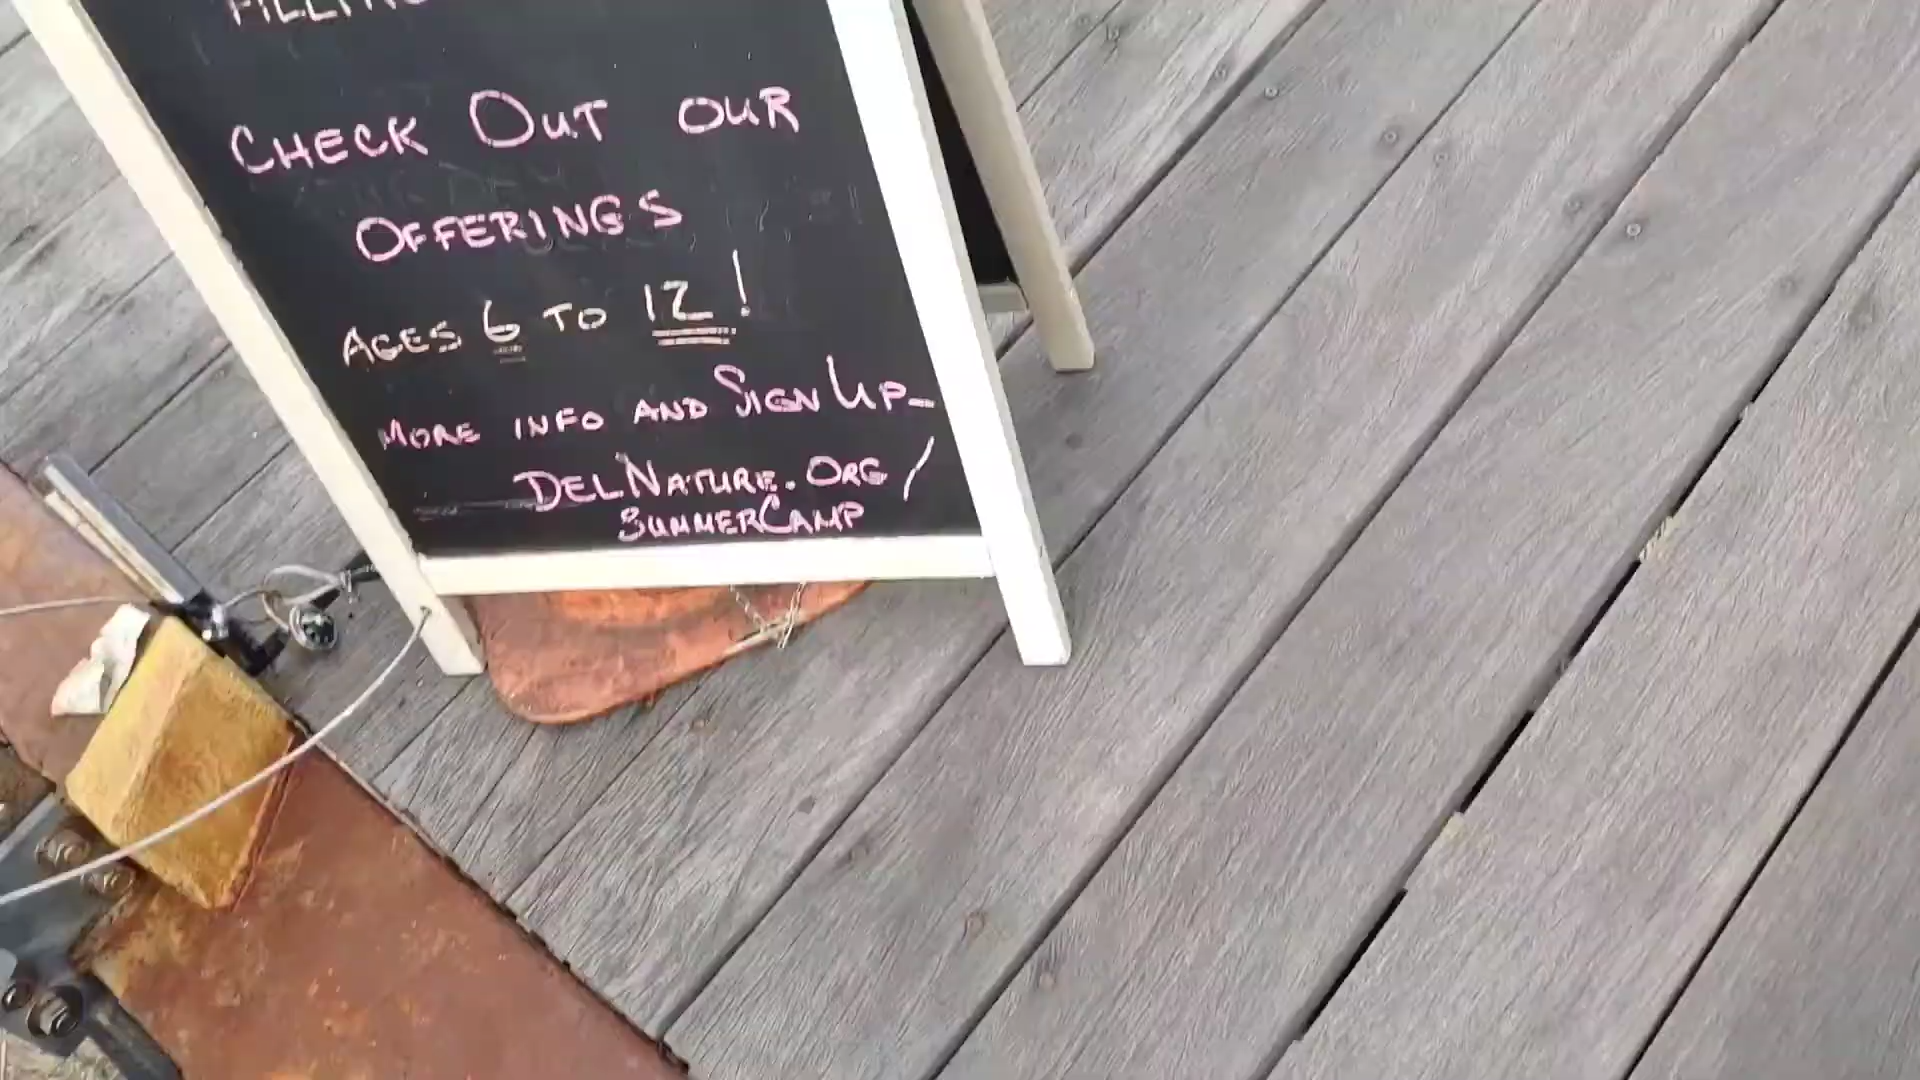 Check Out our
Offerings
Ages 6 to 12!
More info and Sign Up-
DelNature.Org/
SummerCamp